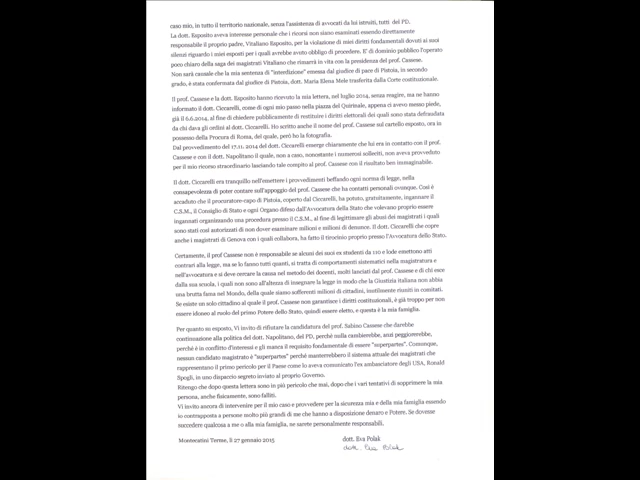 caso mio, in tutto il territorio nazionale, senza l'assistenza di avvocati da lui istruiti, tutti del PD.
La dott. Esposito aveva interesse personale che i ricorsi non siano esaminati essendo direttamente
responsabile il proprio padre, Vitaliano Esposito, per la violazione di miei diritti fondamentali dovuti ai suoi
silenzi riguardo i miei esposti per i quali avrebbe avuto obbligo di procedere. E' di dominio pubblico l'operato
poco chiaro della saga dei magistrati Vitaliano che rimarrà in vita con la presidenza del prof. Cassese.
Non sarà casuale che la mia sentenza di "interdizione" emessa dal giudice di pace di Pistoia, in secondo
grado, è stata confermata dal giudice di Pistoia, dott. Maria Elena Mele trasferita dalla Corte costituzionale.
Il prof. Cassese e la dott. Esposito hanno ricevuto la mia lettera, nel luglio 2014, senza reagire, ma ne hanno
informato il dott. Ciccarelli, come di ogni mio passo nella piazza del Quirinale, appena ci avevo messo piede,
già il 6.6.2014, al fine di chiedere pubblicamente di restituire i diritti elettorali dei quali sono stata defraudata
da chi dava gli ordini al dott. Ciccarelli. Ho scritto anche il nome del prof. Cassese sul cartello esposto, ora in
possesso della Procura di Roma, del quale, però ho la fotografia.
Dal provvedimento del 17.11. 2014 del dott. Ciccarelli emerge chiaramente che lui era in contatto con il prof.
Cassese e con il dott. Napolitano il quale, non a caso, nonostante i numerosi solleciti, non aveva provveduto
per il mio ricorso straordinario lasciando tale compito al prof. Cassese con il risultato ben immaginabile.
Il dott. Ciccarelli era tranquillo nell'emettere i provvedimenti beffando ogni norma di legge, nella
consapevolezza di poter contare sull'appoggio del prof. Cassese che ha contatti personali ovunque. Così è
accaduto che il procuratore-capo di Pistoia, coperto dal Ciccarelli, ha potuto, gratuitamente, ingannare il
C.S.M., il Consiglio di Stato e ogni Organo difeso dall'Avvocatura della Stato che volevano proprio essere
ingannati organizzando una procedura presso il C.S.M., al fine di legittimare gli abusi dei magistrati i quali
sono stati così autorizzati di non dover esaminare milioni e milioni di denunce. Il dott. Ciccarelli che copre
anche i magistrati di Genova con i quali collabora, ha fatto il tirocinio proprio presso l'Avvocatura dello Stato.
Certamente, il prof Cassese non è responsabile se alcuni dei suoi ex studenti da 110 e lode emettono atti
contrari alla legge, ma se lo fanno tutti quanti, si tratta di comportamenti sistematici nella magistratura e
nell'avvocatura e si deve cercare la causa nel metodo dei docenti, molti lanciati dal prof. Cassese e di chi esce
dalla sua scuola, i quali non sono all'altezza di insegnare la legge in modo che la Giustizia italiana non abbia
una brutta fama nel Mondo, della quale siamo sofferenti milioni di cittadini, inutilmente riuniti in comitati.
Se esiste un solo cittadino al quale il prof. Cassese non garantisce i diritti costituzionali, è già troppo per non
essere idoneo al ruolo del primo Potere dello Stato, quindi essere eletto, e questa è la mia famiglia.
Per quanto su esposto, Vi invito di rifiutare la candidatura del prof. Sabino Cassese che darebbe
continuazione alla politica del dott. Napolitano, del PD, perché nulla cambierebbe, anzi peggiorerebbe,
perché è in conflitto d'interessi e gli manca il requisito fondamentale di essere "superpartes". Comunque,
nessun candidato magistrato è "superpartes" perché manterrebbero il sistema attuale dei magistrati che
rappresentano il primo pericolo per il Paese come lo aveva comunicato l'ex ambasciatore degli USA, Ronald
Spogli, in uno dispaccio segreto inviato al proprio Governo.
Ritengo che dopo questa lettera sono in più pericolo che mai, dopo che i vari tentativi di sopprimere la mia
persona, anche fisicamente, sono falliti.
Vi invito ancora di intervenire per il mio caso e provvedere per la sicurezza mia e della mia famiglia essendo
io contrapposta a persone molto più grandi di me che hanno a disposizione denaro e Potere. Se dovesse
succedere qualcosa a me o alla mia famiglia, ne sarete personalmente responsabili.
Montecatini Terme, lì 27 gennaio 2015
dott. Eva Polak
dott. Eva Polak